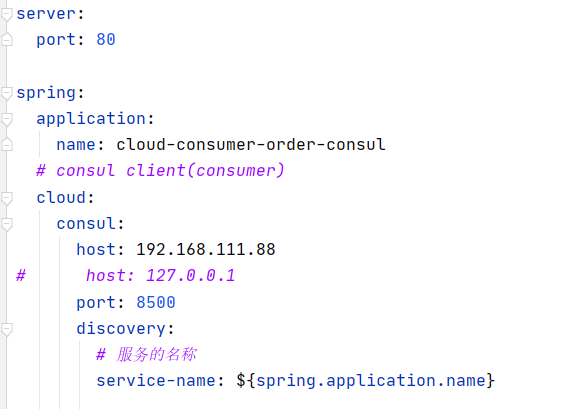 server:
  port: 80

spring:
  application:
    name: cloud-consumer-order-consul
  # consul client(consumer)
  cloud:
    consul:
      host: 192.168.111.88
#      host: 127.0.0.1
      port: 8500
      discovery:
        # 服务的名称
        service-name: ${spring.application.name}